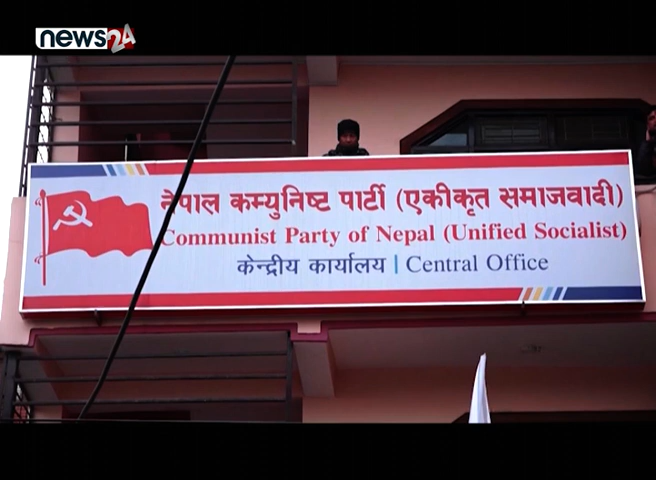 news24
नेपाल कम्युनिष्ट पार्टी (एकीकृत समाजवादी)
Communist Party of Nepal (Unified Socialist)
केन्द्रीय कार्यालय | Central Office